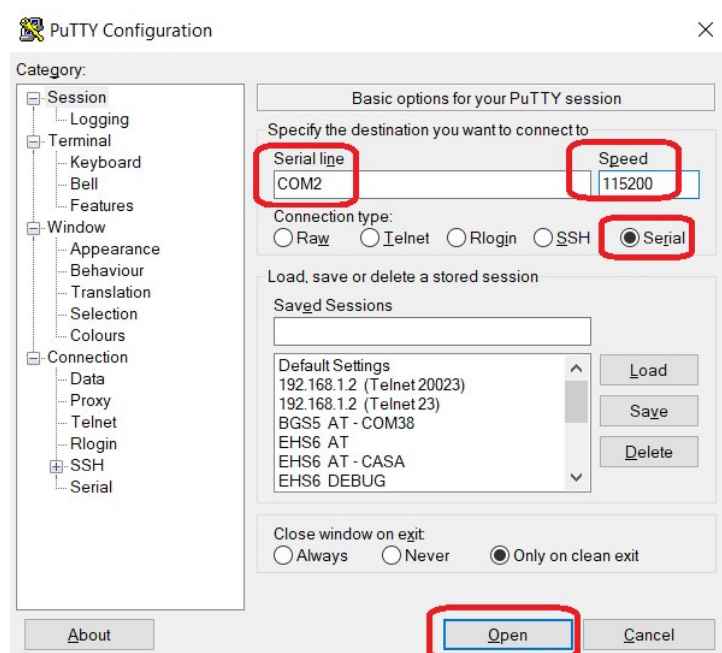 PuTTY Configuration
Category:
Session
Logging
Terminal
Keyboard
Bell
Features
Window
Appearance
Behaviour
Translation
Selection
Colours
Connection
Data
Proxy
Telnet
Rlogin
SSH
Serial
Basic options for your PuTTY session
Specify the destination you want to connect to
Serial line Speed
COM2 115200
Connection type:
Raw Telnet Rlogin SSH Serial
Load, save or delete a stored session
Saved Sessions
Default Settings
192.168.1.2 (Telnet 20023)
192.168.1.2 (Telnet 23)
BGS5 AT - COM38
EHS6 AT
EHS6 AT - CASA
EHS6 DEBUG
Load
Save
Delete
Close window on exit:
Always Never Only on clean exit
About Open Cancel